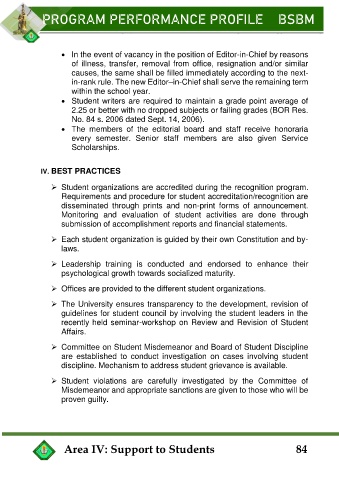 PROGRAM PERFORMANCE PROFILE BSBM
• In the event of vacancy in the position of Editor-in-Chief by reasons
of illness, transfer, removal from office, resignation and/or similar
causes, the same shall be filled immediately according to the next-
in-rank rule. The new Editor–in-Chief shall serve the remaining term
within the school year.
• Student writers are required to maintain a grade point average of
2.25 or better with no dropped subjects or failing grades (BOR Res.
No. 84 s. 2006 dated Sept. 14, 2006).
• The members of the editorial board and staff receive honoraria
every semester. Senior staff members are also given Service
Scholarships.
IV. BEST PRACTICES
➢ Student organizations are accredited during the recognition program.
Requirements and procedure for student accreditation/recognition are
disseminated through prints and non-print forms of announcement.
Monitoring and evaluation of student activities are done through
submission of accomplishment reports and financial statements.
➢ Each student organization is guided by their own Constitution and by-
laws.
➢ Leadership training is conducted and endorsed to enhance their
psychological growth towards socialized maturity.
➢ Offices are provided to the different student organizations.
➢ The University ensures transparency to the development, revision of
guidelines for student council by involving the student leaders in the
recently held seminar-workshop on Review and Revision of Student
Affairs.
➢ Committee on Student Misdemeanor and Board of Student Discipline
are established to conduct investigation on cases involving student
discipline. Mechanism to address student grievance is available.
➢ Student violations are carefully investigated by the Committee of
Misdemeanor and appropriate sanctions are given to those who will be
proven guilty.
Area IV: Support to Students 84